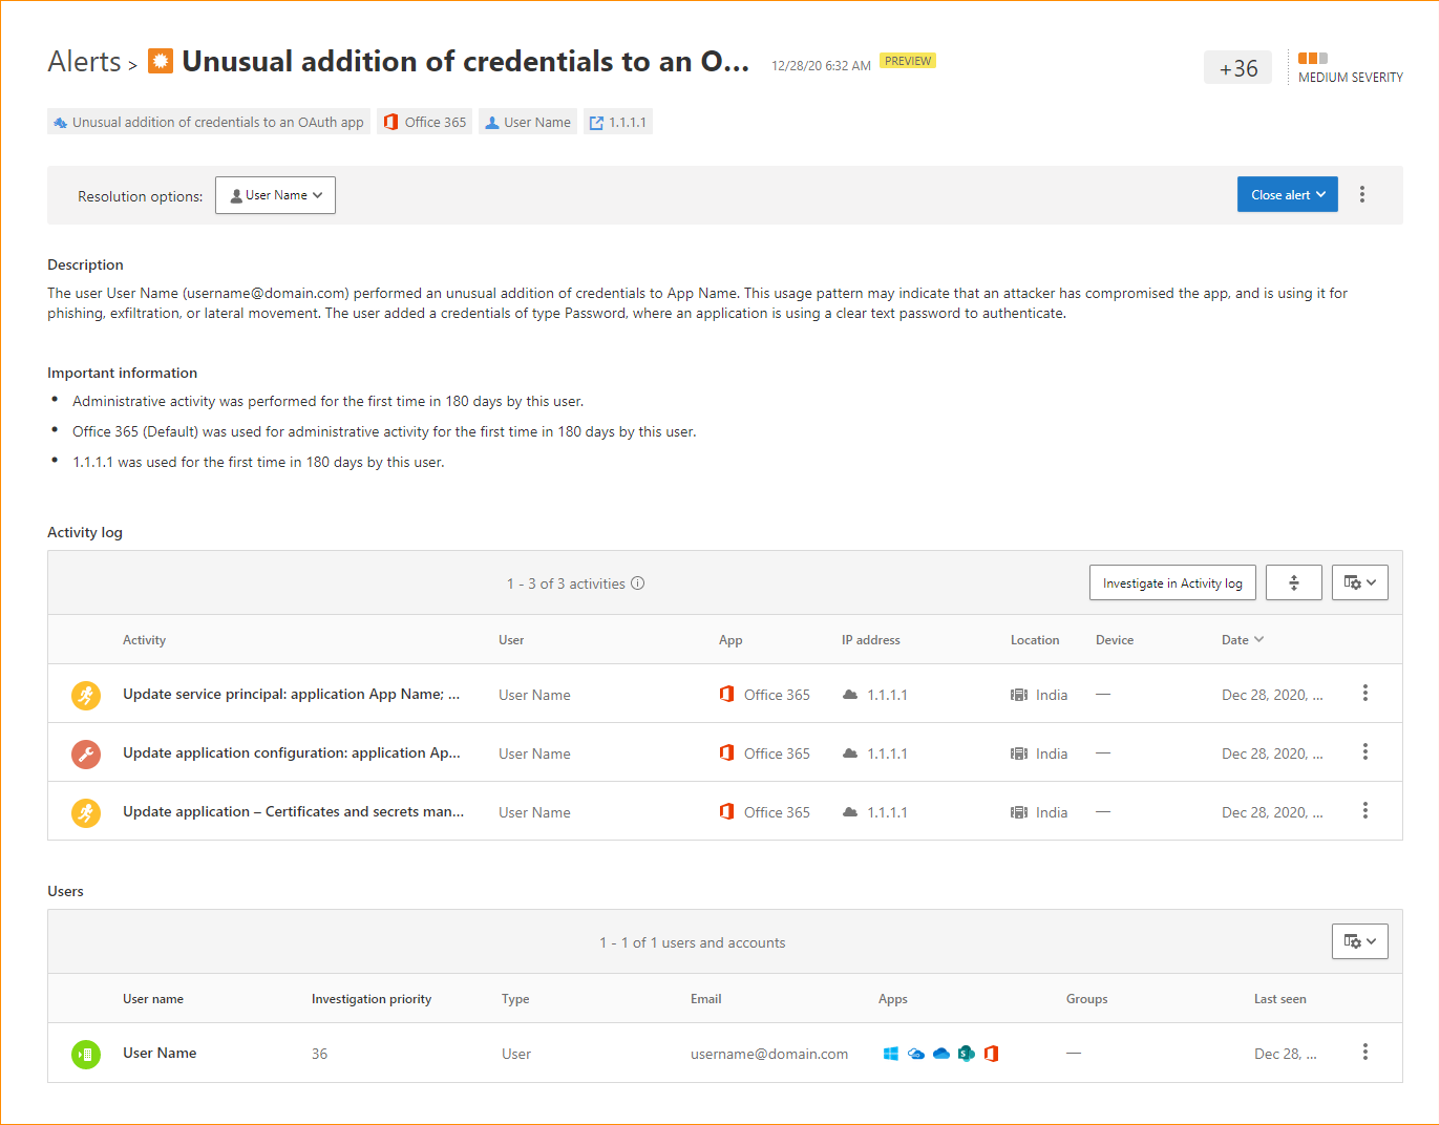 Alerts > Unusual addition of credentials to an O... 12/28/20 6:32 AM PREVIEW +36 MEDIUM SEVERITY
Unusual addition of credentials to an OAuth app Office 365 User Name 1.1.1.1
Resolution options: User Name Close alert
Description
The user User Name (username@domain.com) performed an unusual addition of credentials to App Name. This usage pattern may indicate that an attacker has compromised the app, and is using it for
phishing, exfiltration, or lateral movement. The user added a credentials of type Password, where an application is using a clear text password to authenticate.
Important information
• Administrative activity was performed for the first time in 180 days by this user.
• Office 365 (Default) was used for administrative activity for the first time in 180 days by this user.
• 1.1.1.1 was used for the first time in 180 days by this user.
Activity log
1 - 3 of 3 activities Investigate in Activity log
Activity User App IP address Location Device Date
Update service principal: application App Name; ... User Name Office 365 1.1.1.1 India — Dec 28, 2020, ...
Update application configuration: application Ap... User Name Office 365 1.1.1.1 India — Dec 28, 2020, ...
Update application – Certificates and secrets man... User Name Office 365 1.1.1.1 India — Dec 28, 2020, ...
Users
1 - 1 of 1 users and accounts
User name Investigation priority Type Email Apps Groups Last seen
User Name 36 User username@domain.com — Dec 28, ...